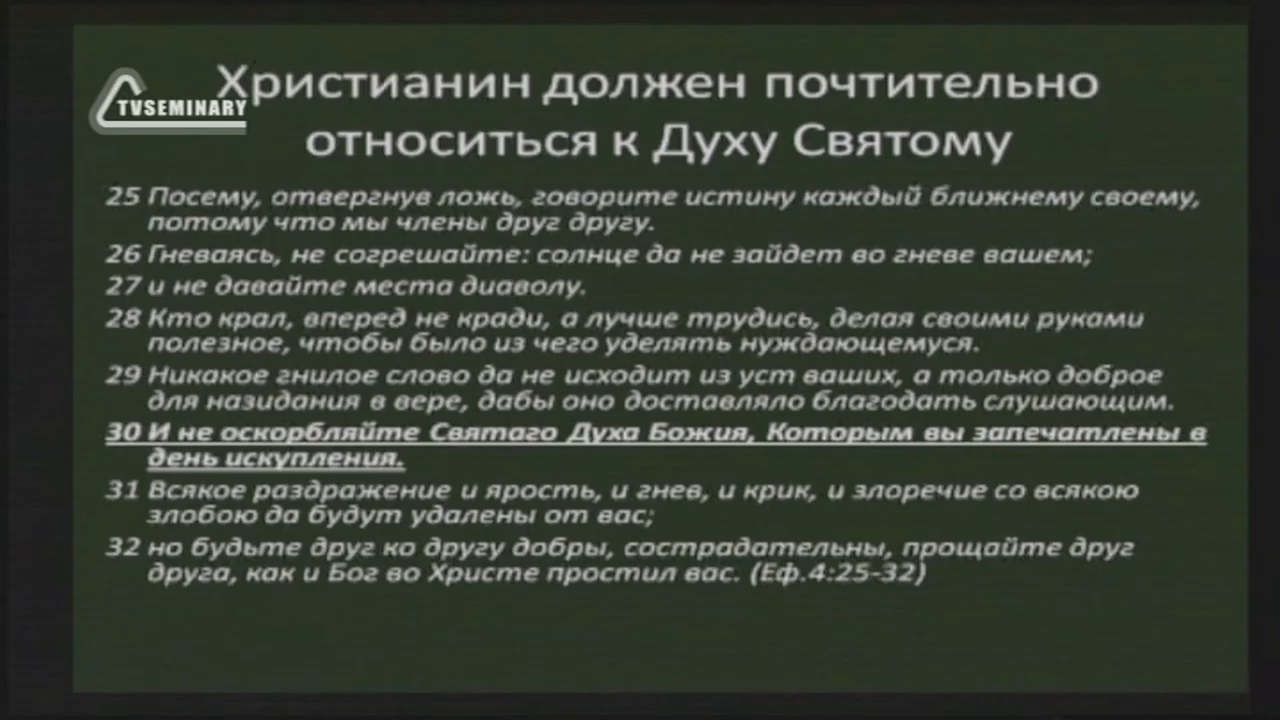 Христианин должен почтительно
TVSEMINARY
относиться к Духу Святому
25 Посему, отвергнув ложь, говорите истину каждый ближнему своему,
потому что мы члены друг другу.
26 Гневаясь, не согрешайте: солнце да не зайдет во гневе вашем;
27 и не давайте места диаволу.
28 Кто крал, вперед не кради, а лучше трудись, делая своими руками
полезное, чтобы было из чего уделять нуждающемуся.
29 Никакое гнилое слово да не исходит из уст ваших, а только доброе
для назидания в вере, дабы оно доставляло благодать слушающим.
30 И не оскорбляйте Святаго Духа Божия, Которым вы запечатлены в
день искупления.
31 Всякое раздражение и ярость, и гнев, и крик, и злоречие со всякою
злобою да будут удалены от вас;
32 но будьте друг ко другу добры, сострадательны, прощайте друг
друга, как и Бог во Христе простил вас. (Еф.4:25-32)